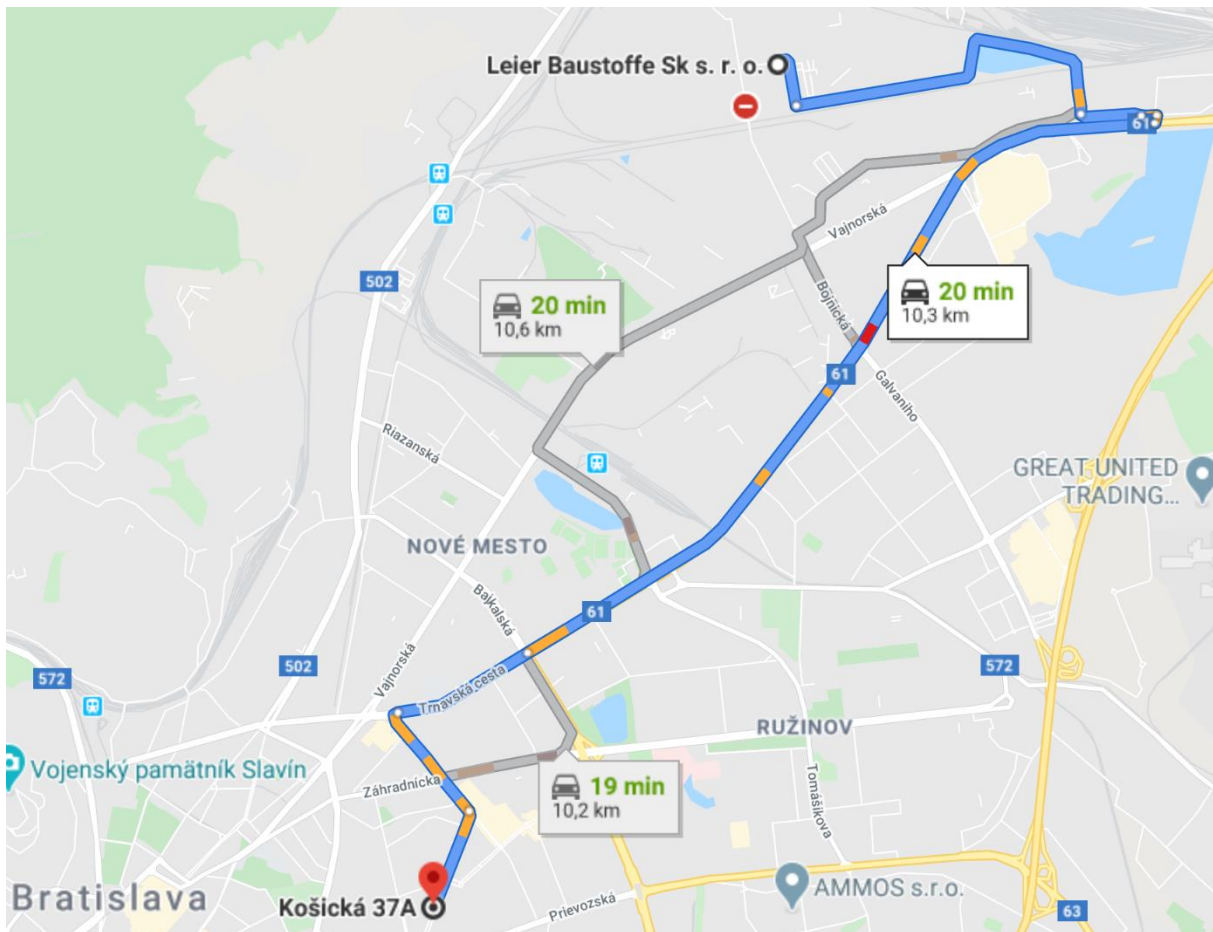 Leier Baustoffe Sk s. r. o.
61
Vajnorská
502
20 min
10,6 km
Bojnická
20 min
10,3 km
61
Galvaniho
Riazanská
GREAT UNITED
TRADING...
NOVÉ MESTO
Bajkalská
61
572
502
572
Vajnorská
Trnavská cesta
RUŽINOV
Vojenský pamätník Slavín
Záhradnícka
19 min
10,2 km
Tomášikova
Bratislava
Košická 37A
Prievozská
AMMOS s.r.o.
63